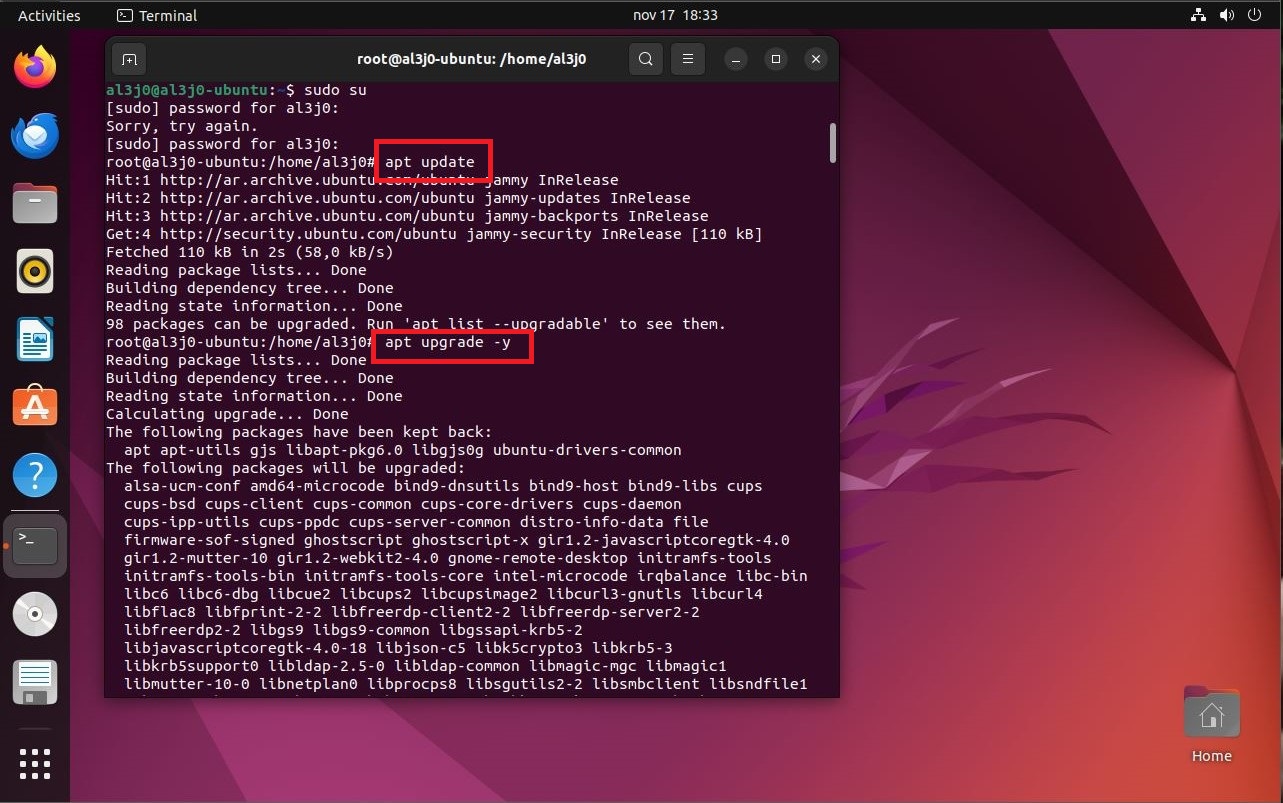 Activities Terminal nov 17 18:33
root@al3j0-ubuntu: /home/al3j0
al3j0@al3j0-ubuntu:~$ sudo su
[sudo] password for al3j0:
Sorry, try again.
[sudo] password for al3j0:
root@al3j0-ubuntu:/home/al3j0# apt update
Hit:1 http://ar.archive.ubuntu.com/ubuntu jammy InRelease
Hit:2 http://ar.archive.ubuntu.com/ubuntu jammy-updates InRelease
Hit:3 http://ar.archive.ubuntu.com/ubuntu jammy-backports InRelease
Get:4 http://security.ubuntu.com/ubuntu jammy-security InRelease [110 kB]
Fetched 110 kB in 2s (58,0 kB/s)
Reading package lists... Done
Building dependency tree... Done
Reading state information... Done
98 packages can be upgraded. Run 'apt list --upgradable' to see them.
root@al3j0-ubuntu:/home/al3j0# apt upgrade -y
Reading package lists... Done
Building dependency tree... Done
Reading state information... Done
Calculating upgrade... Done
The following packages have been kept back:
apt apt-utils gjs libapt-pkg6.0 libgjs0g ubuntu-drivers-common
The following packages will be upgraded:
alsa-ucm-conf amd64-microcode bind9-dnsutils bind9-host bind9-libs cups
cups-bsd cups-client cups-common cups-core-drivers cups-daemon
cups-ipp-utils cups-ppdc cups-server-common distro-info-data file
firmware-sof-signed ghostscript ghostscript-x gir1.2-javascriptcoregtk-4.0
gir1.2-mutter-10 gir1.2-webkit2-4.0 gnome-remote-desktop initramfs-tools
initramfs-tools-bin initramfs-tools-core intel-microcode irqbalance libc-bin
libc6 libc6-dbg libcue2 libcups2 libcupsimage2 libcurl3-gnutls libcurl4
libflac8 libfprint-2-2 libfreerdp-client2-2 libfreerdp-server2-2
libfreerdp2-2 libgs9 libgs9-common libgssapi-krb5-2
libjavascriptcoregtk-4.0-18 libjson-c5 libk5crypto3 libkrb5-3
libkrb5support0 libldap-2.5-0 libldap-common libmagic-mgc libmagic1
libmutter-10-0 libnetplan0 libprocps8 libsgutils2-2 libsmbclient libsndfile1
Home